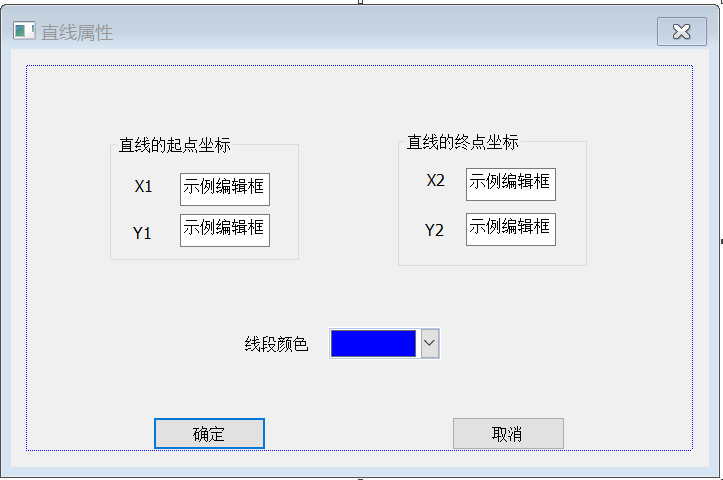 直线属性
直线的起点坐标
直线的终点坐标
X1
示例编辑框
X2
示例编辑框
Y1
示例编辑框
Y2
示例编辑框
线段颜色
确定
取消